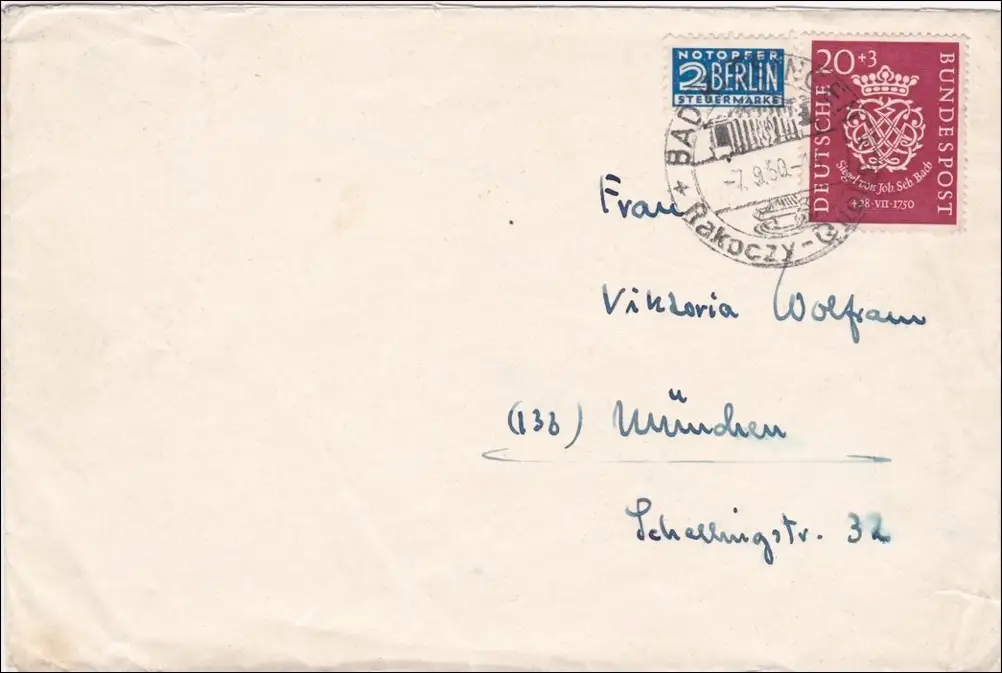 NOTOPFER
2 BERLIN
STEUERMARKE
20+3
DEUTSCHE
BUNDESPOST
Siegel von Joh. Seb. Bach
+28·VII·1750
BAD
-7.9.50.-
+ Rakoczy-
Frau
Viktoria Wolfram
(13b) München
Schellingstr. 32